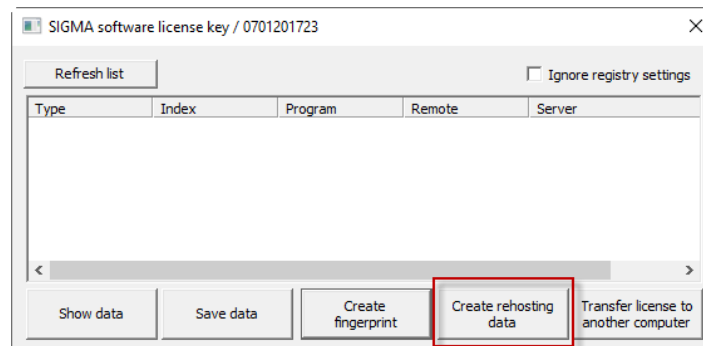 SIGMA software license key / 0701201723
Refresh list
Ignore registry settings
Type Index Program Remote Server
Show data
Save data
Create
fingerprint
Create rehosting
data
Transfer license to
another computer